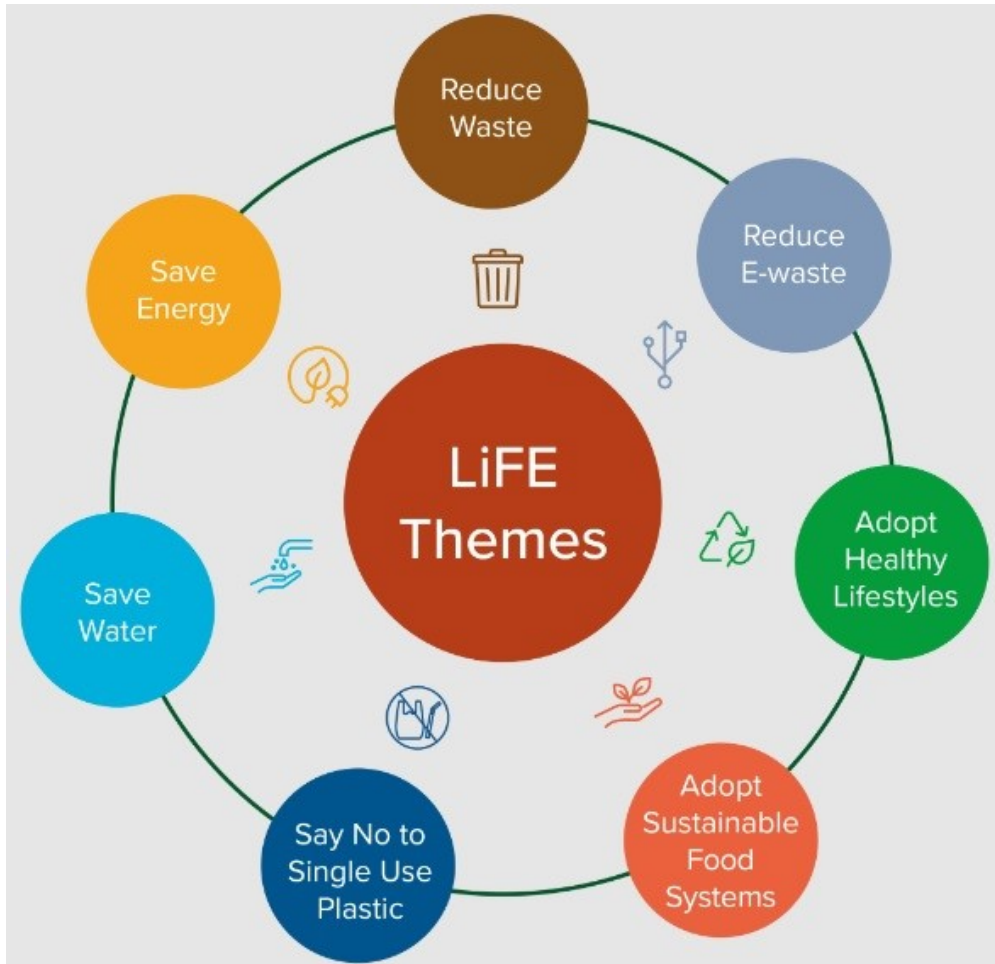 Reduce
Waste
Reduce
E-waste
Adopt
Healthy
Lifestyles
Adopt
Sustainable
Food
Systems
Say No to
Single Use
Plastic
Save
Water
Save
Energy
LiFE
Themes